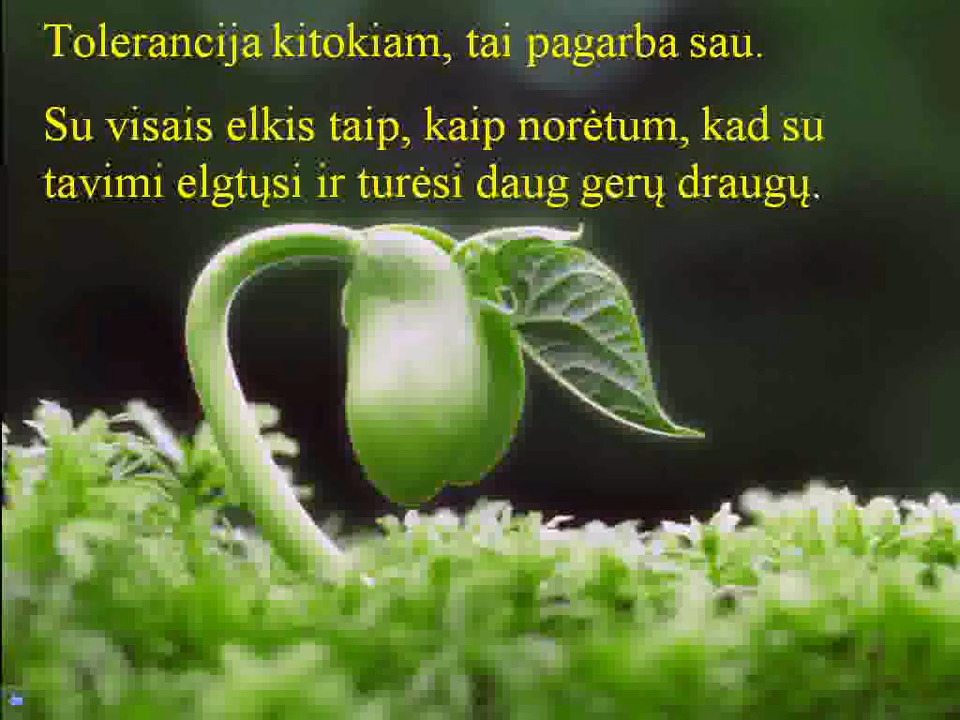 Tolerancija kitokiam, tai pagarba sau.
Su visais elkis taip, kaip norėtum, kad su
tavimi elgtųsi ir turėsi daug gerų draugų.